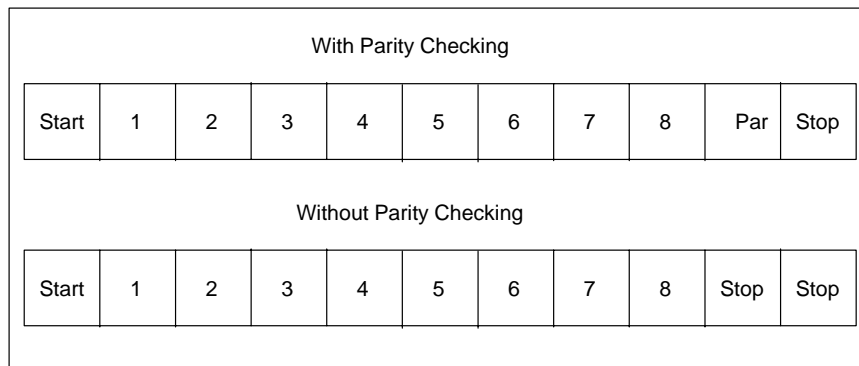 With Parity Checking
Start 1 2 3 4 5 6 7 8 Par Stop
Without Parity Checking
Start 1 2 3 4 5 6 7 8 Stop Stop